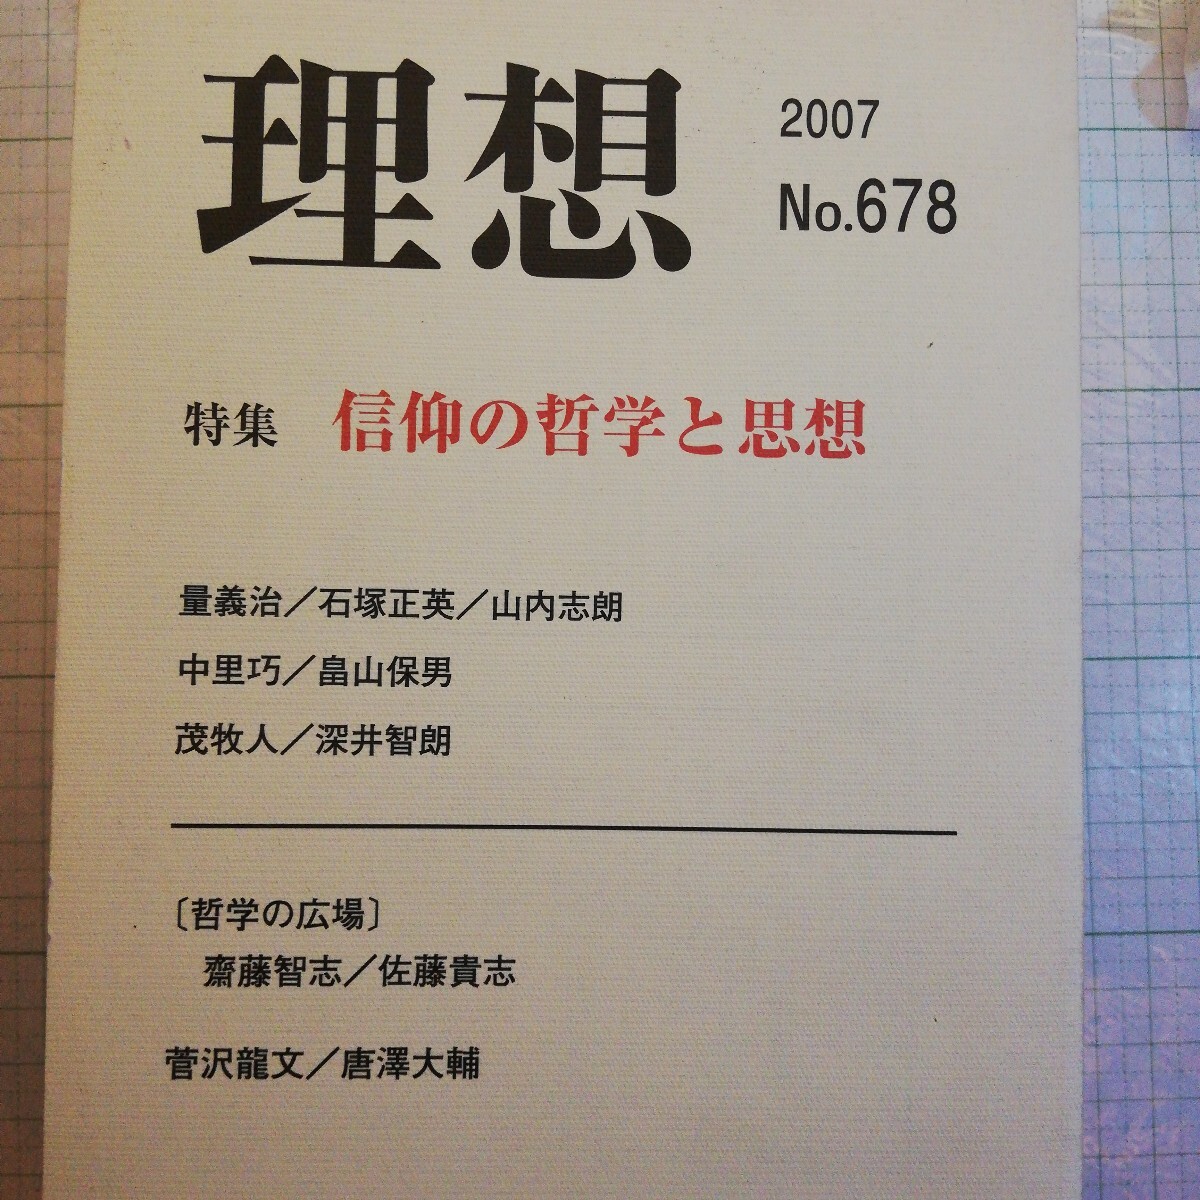 理想
2007
No.678
特集 信仰の哲学と思想
量義治／石塚正英／山内志朗
中里巧／畠山保男
茂牧人／深井智朗
〔哲学の広場〕
齋藤智志／佐藤貴志
菅沢龍文／唐澤大輔